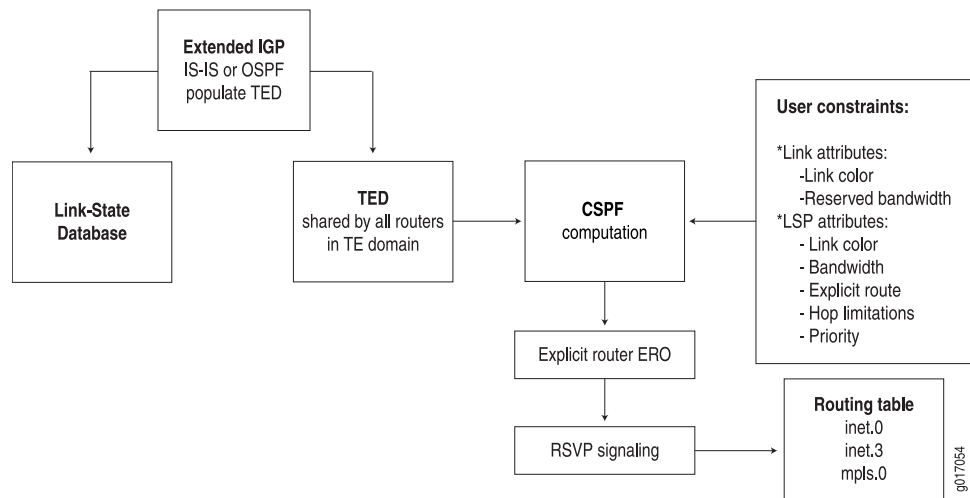 Extended IGP
IS-IS or OSPF
populate TED
Link-State
Database
TED
shared by all routers
in TE domain
CSPF
computation
User constraints:
*Link attributes:
-Link color
-Reserved bandwidth
*LSP attributes:
- Link color
- Bandwidth
- Explicit route
- Hop limitations
- Priority
Explicit router ERO
RSVP signaling
Routing table
inet.0
inet.3
mpls.0
g017054